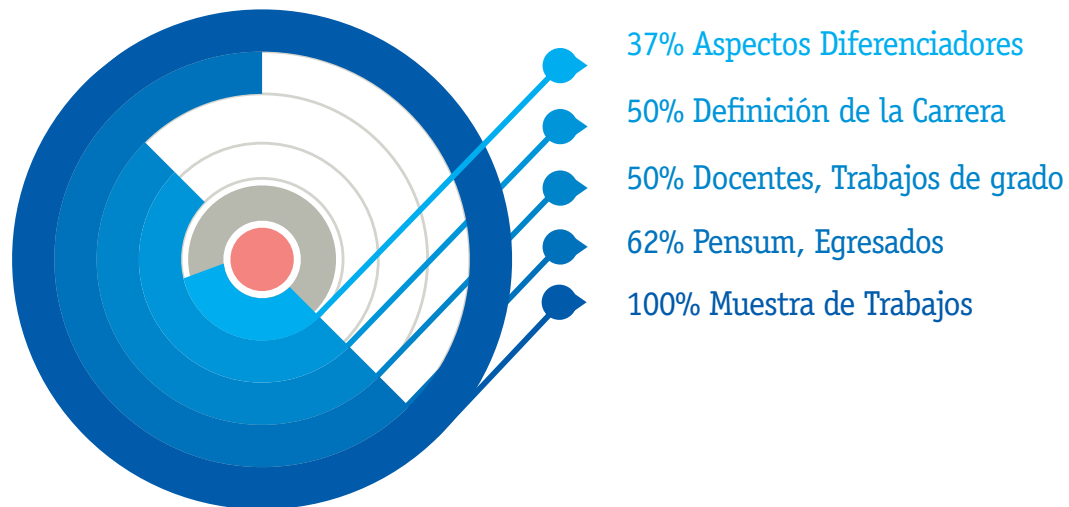 37% Aspectos Diferenciadores
50% Definición de la Carrera
50% Docentes, Trabajos de grado
62% Pensum, Egresados
100% Muestra de Trabajos